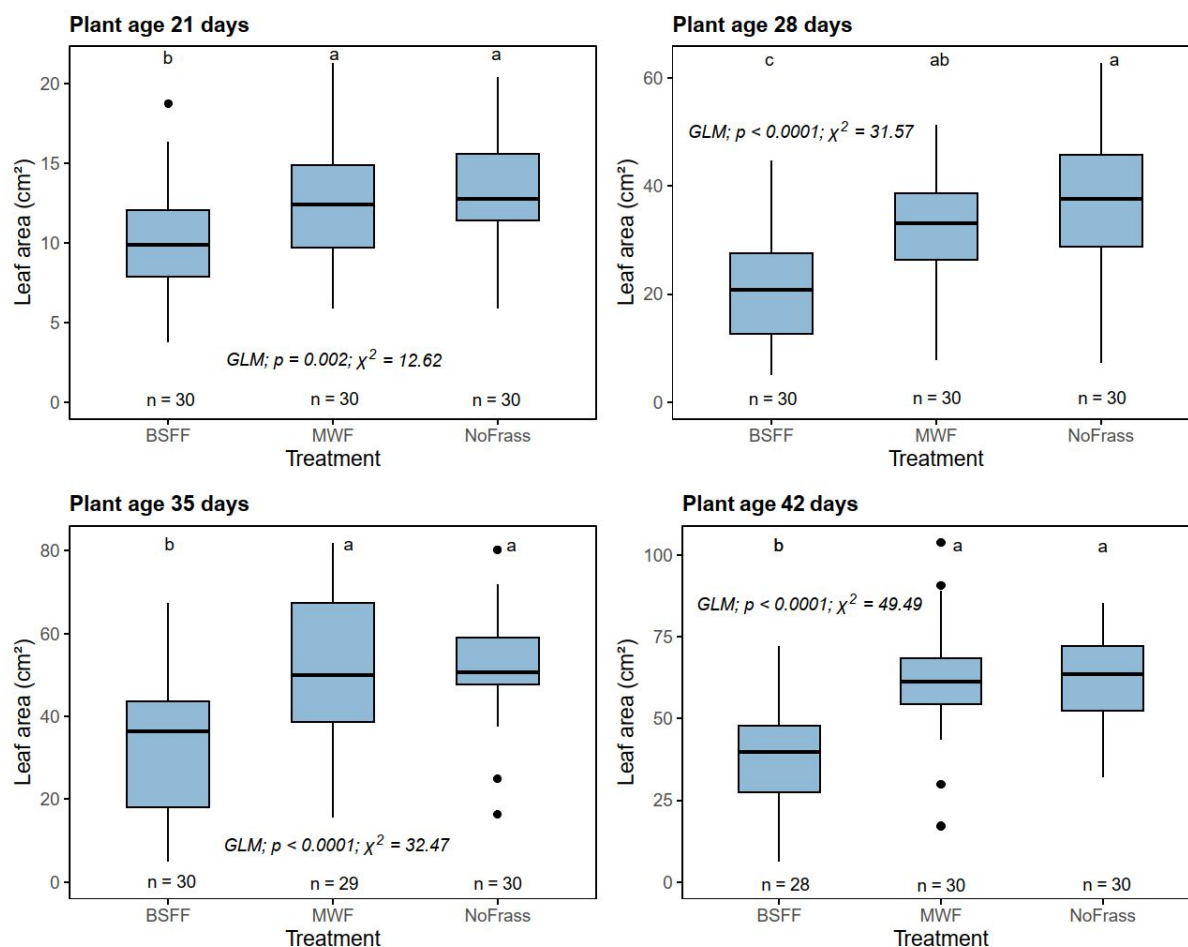 Plant age 21 days
b a a
20
15
10
5
0
Leaf area (cm²)
GLM; p = 0.002; χ² = 12.62
n = 30 n = 30 n = 30
BSFF MWF NoFrass
Treatment
Plant age 28 days
c ab a
60
40
20
0
Leaf area (cm²)
GLM; p < 0.0001; χ² = 31.57
n = 30 n = 30 n = 30
BSFF MWF NoFrass
Treatment
Plant age 35 days
b a a
80
60
40
20
0
Leaf area (cm²)
GLM; p < 0.0001; χ² = 32.47
n = 30 n = 29 n = 30
BSFF MWF NoFrass
Treatment
Plant age 42 days
b a a
100
75
50
25
0
Leaf area (cm²)
GLM; p < 0.0001; χ² = 49.49
n = 28 n = 30 n = 30
BSFF MWF NoFrass
Treatment